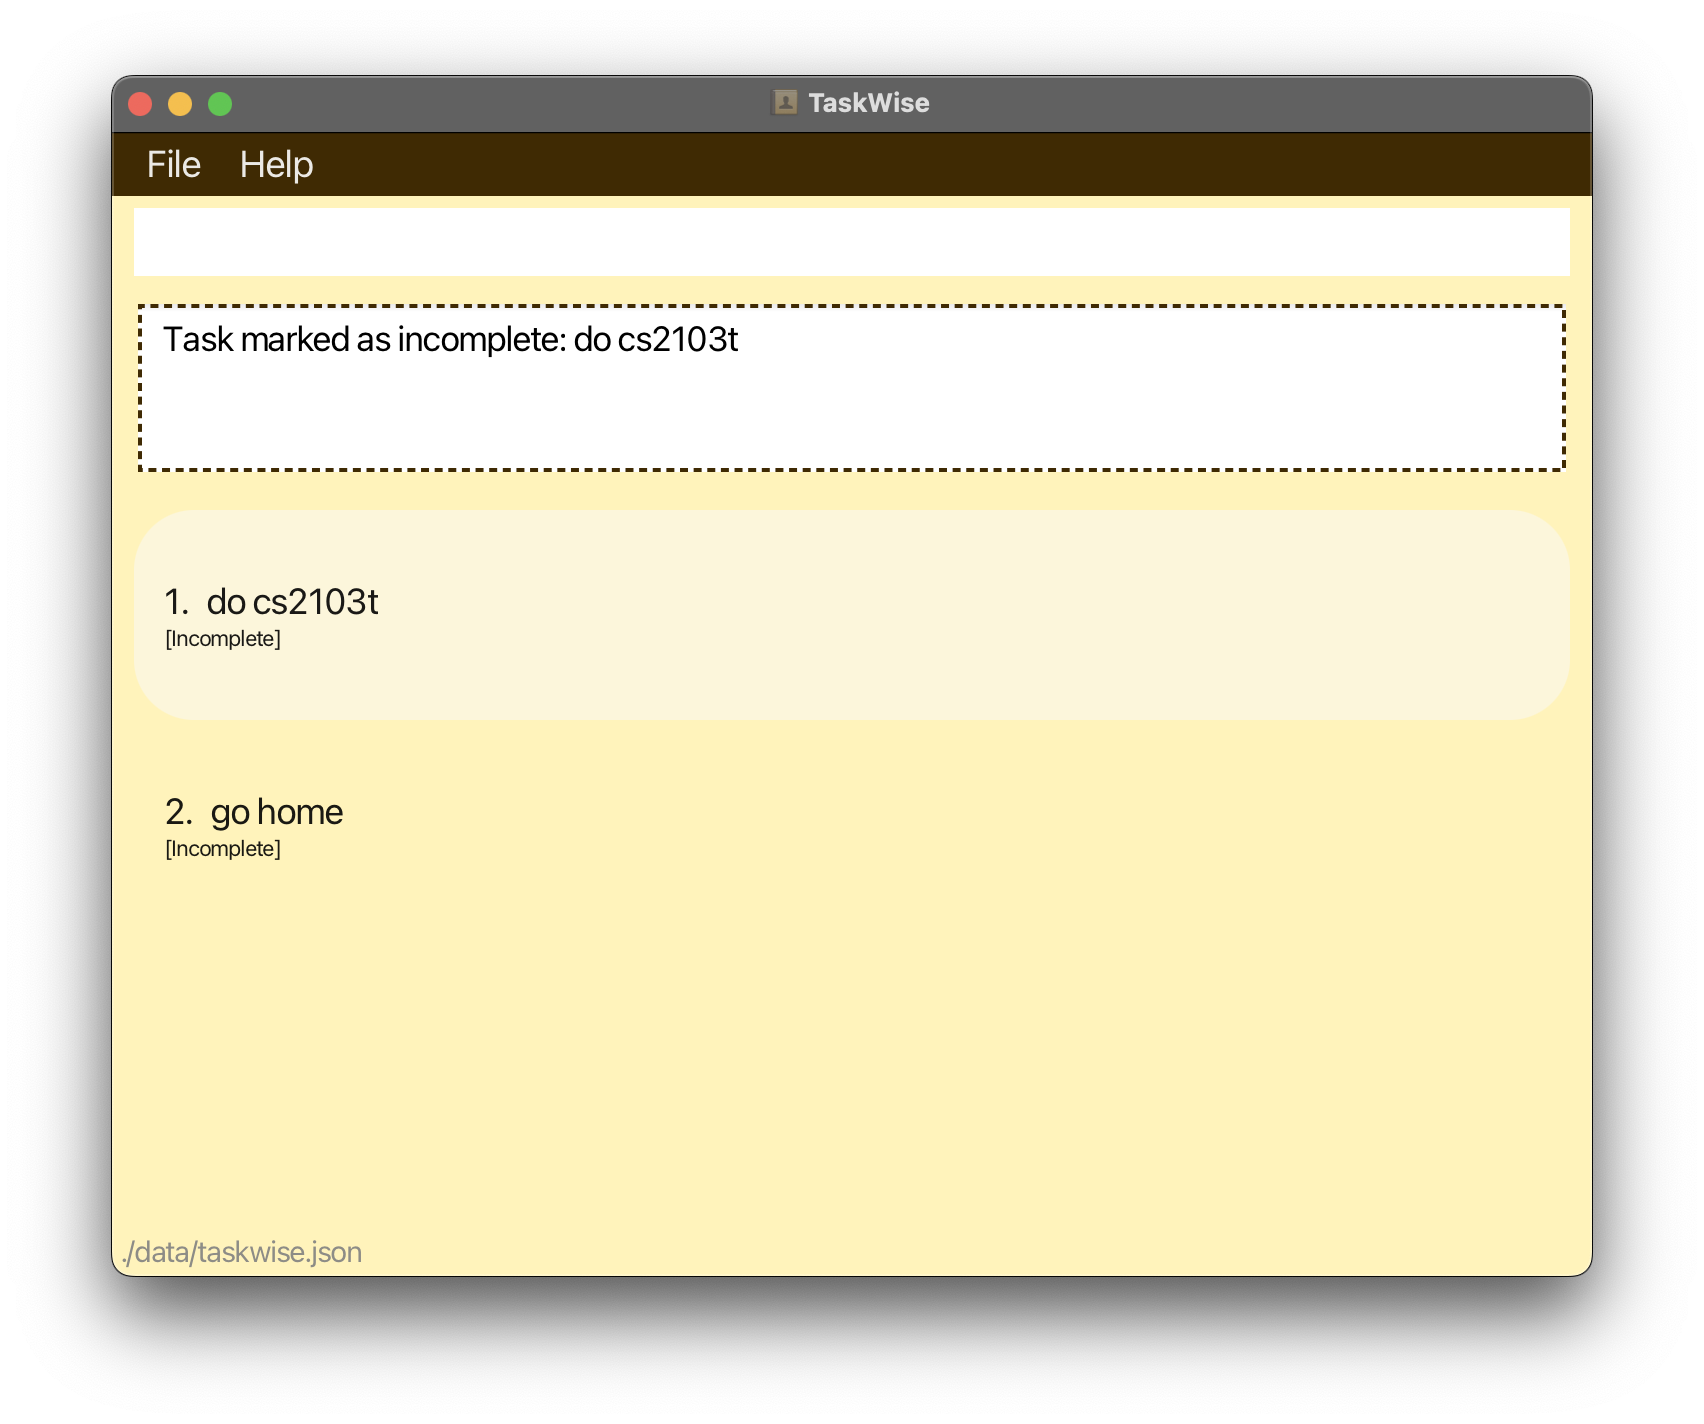 TaskWise
File Help
Task marked as incomplete: do cs2103t
1. do cs2103t
[Incomplete]
2. go home
[Incomplete]
./data/taskwise.json